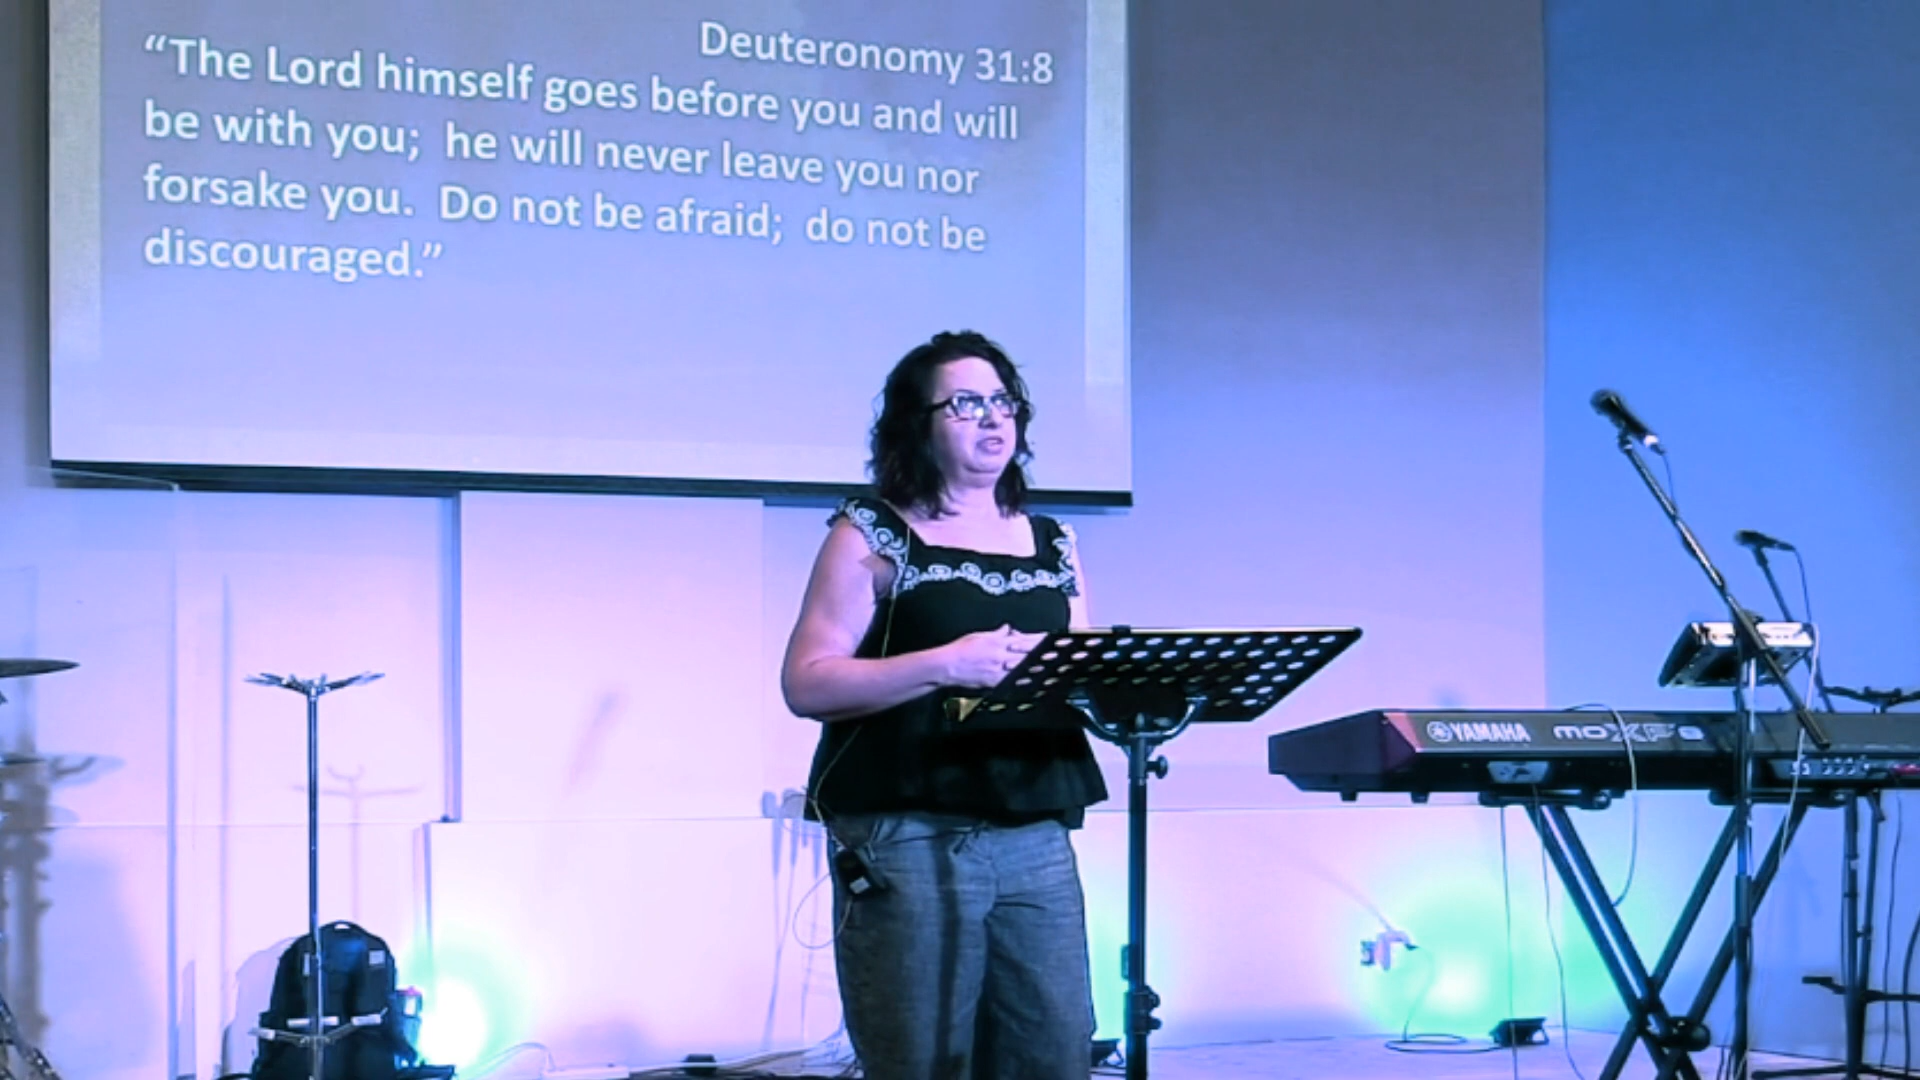 Deuteronomy 31:8
“The Lord himself goes before you and will
be with you; he will never leave you nor
forsake you. Do not be afraid; do not be
discouraged.”
YAMAHA MOXF8